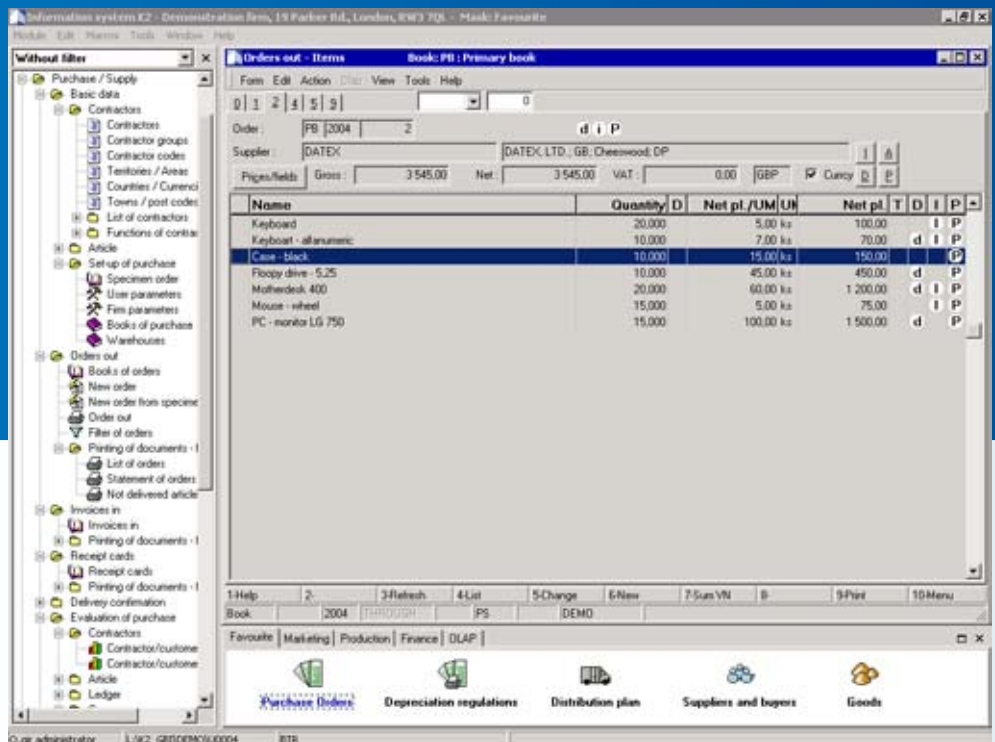 Information system K2 - Demonstration firm, 19 Parker Rd., London, RW3 7QL - Mask: Favourite
Module Edit Macros Tools Window Help
Without filter
Purchase / Supply
Basic data
Contractors
Contractors
Contractor groups
Contractor codes
Territories / Areas
Countries / Currenci
Towns / post codes
List of contractors
Functions of contrac
Article
Set-up of purchase
Specimen order
User parameters
Firm parameters
Books of purchase
Warehouses
Orders out
Books of orders
New order
New order from specime
Order out
Filter of orders
Printing of documents - 
List of orders
Statement of orders
Not delivered article
Invoices in
Invoices in
Printing of documents - 
Receipt cards
Receipt cards
Printing of documents - 
Delivery confirmation
Evaluation of purchase
Contractors
Contractor/custome
Contractor/custome
Article
Ledger
Orders out - Items Book: PB : Primary book
Form Edit Action View Tools Help
0 1 2 4 5 9 0
Order : PB 2004 2 d i P
Supplier : DATEX DATEX, LTD.; GB; Cheeswood; DP I A
Prices/fields Gross : 3 545,00 Net : 3 545,00 VAT : 0,00 GBP Currcy D P
Name Quantity D Net pl./UM UM Net pl. T D I P
Keyboard 20,000 5,00 ks 100,00 I P
Keyboart - alfanumeric 10,000 7,00 ks 70,00 d I P
Case - black 10,000 15,00 ks 150,00 P
Floopy drive - 5,25 10,000 45,00 ks 450,00 d P
Motherdesk 400 20,000 60,00 ks 1 200,00 d I P
Mouse - wheel 15,000 5,00 ks 75,00 I P
PC - monitor LG 750 15,000 100,00 ks 1 500,00 d P
1-Help 2- 3-Refresh 4-List 5-Change 6-New 7-Sum VN 8- 9-Print 10-Menu
Book 2004 THROUGH PS DEMO
Favourite Marketing Production Finance OLAP
Purchase Orders Depreciation regulations Distribution plan Suppliers and buyers Goods
BTR